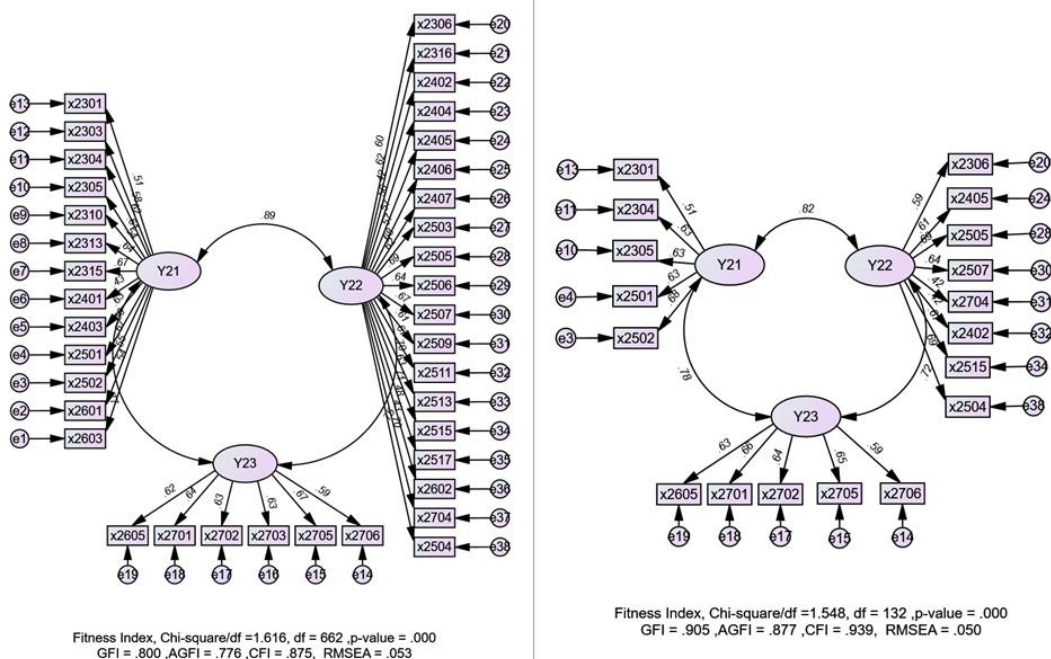 e13 x2301
e12 x2303
e11 x2304
e10 x2305
e9 x2310
e8 x2313
e7 x2315
e6 x2401
e5 x2403
e4 x2501
e3 x2502
e2 x2601
e1 x2603
Y21
.51
.64
.67
.89
Y22
.60
.62
.64
.67
.61
x2306 e20
x2316 e21
x2402 e22
x2404 e23
x2405 e24
x2406 e25
x2407 e26
x2503 e27
x2505 e28
x2506 e29
x2507 e30
x2509 e31
x2511 e32
x2513 e33
x2515 e34
x2517 e35
x2602 e36
x2704 e37
x2504 e38
Y23
.62 .64 .63 .63 .67 .59
x2605 x2701 x2702 x2703 x2705 x2706
e19 e18 e17 e16 e15 e14
Fitness Index, Chi-square/df =1.616, df = 662 ,p-value = .000
GFI = .800 ,AGFI = .776 ,CFI = .875, RMSEA = .053
e13 x2301
e11 x2304
e10 x2305
e4 x2501
e3 x2502
.51
.63
.63
.63
Y21
.82
Y22
.59
.61
.64
.42
.69
.72
x2306 e20
x2405 e24
x2505 e28
x2507 e30
x2704 e31
x2402 e32
x2515 e34
x2504 e38
.78
Y23
.63 .66 .64 .65 .59
x2605 x2701 x2702 x2705 x2706
e19 e18 e17 e15 e14
Fitness Index, Chi-square/df =1.548, df = 132 ,p-value = .000
GFI = .905 ,AGFI = .877 ,CFI = .939, RMSEA = .050